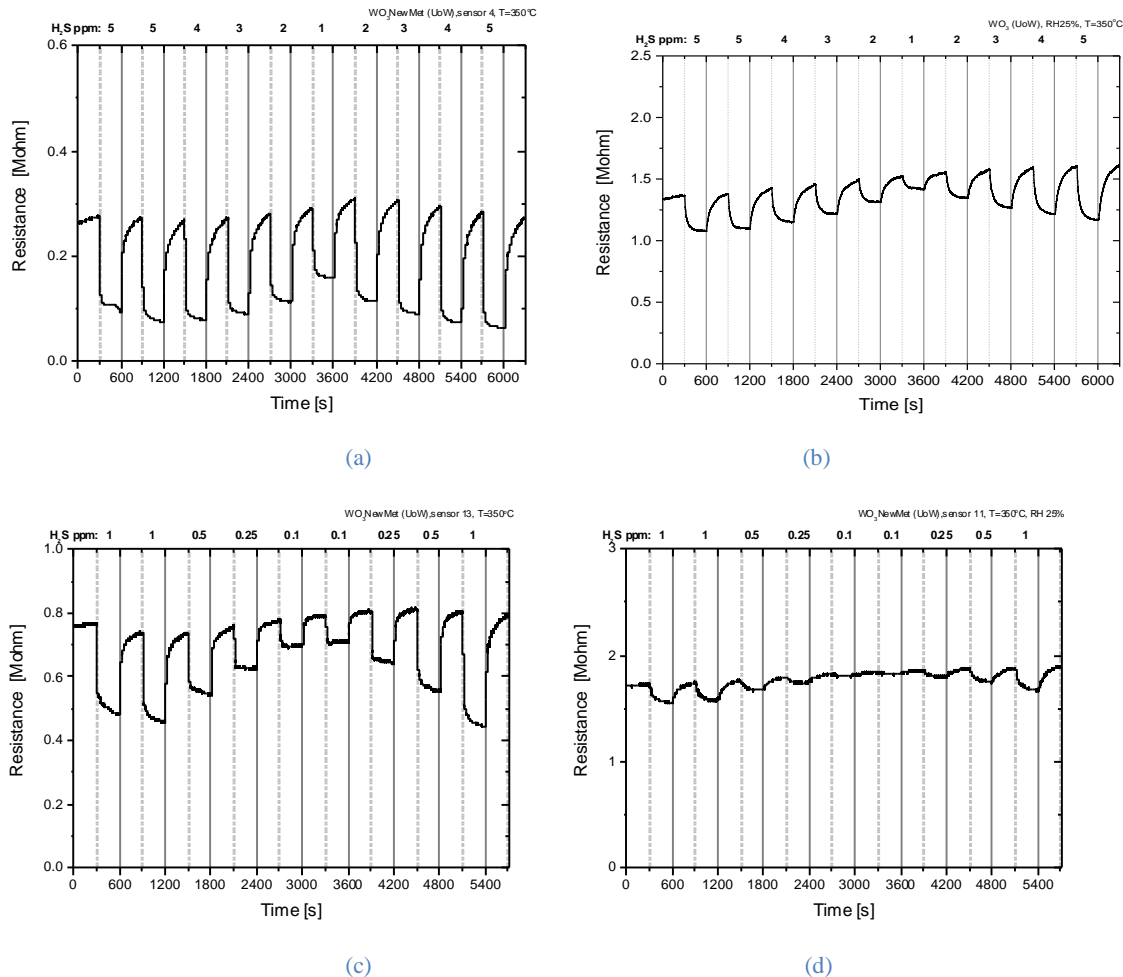 WO3NewMet (UoW),sensor 4, T=350°C
H2S ppm: 5 5 4 3 2 1 2 3 4 5
0.6
0.4
0.2
0.0
Resistance [Mohm]
0 600 1200 1800 2400 3000 3600 4200 4800 5400 6000
Time [s]
(a)
WO3 (UoW), RH25%, T=350°C
H2S ppm: 5 5 4 3 2 1 2 3 4 5
2.5
2.0
1.5
1.0
0.5
0.0
Resistance [Mohm]
0 600 1200 1800 2400 3000 3600 4200 4800 5400 6000
Time [s]
(b)
WO3NewMet (UoW),sensor 13, T=350°C
H2S ppm: 1 1 0.5 0.25 0.1 0.1 0.25 0.5 1
1.0
0.8
0.6
0.4
0.2
0.0
Resistance [Mohm]
0 600 1200 1800 2400 3000 3600 4200 4800 5400
Time [s]
(c)
WO3NewMet (UoW),sensor 11, T=350°C, RH 25%
H2S ppm: 1 1 0.5 0.25 0.1 0.1 0.25 0.5 1
3
2
1
0
Resistance [Mohm]
0 600 1200 1800 2400 3000 3600 4200 4800 5400
Time [s]
(d)